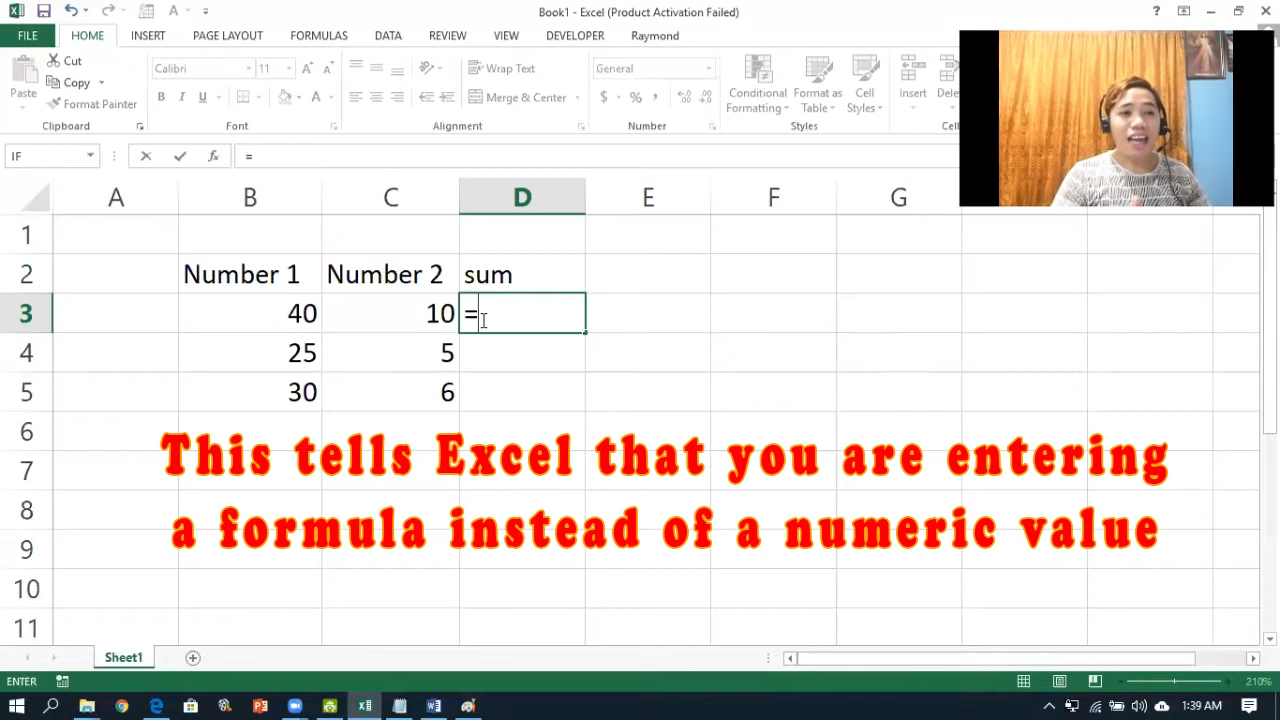 Book1 - Excel (Product Activation Failed)
FILE HOME INSERT PAGE LAYOUT FORMULAS DATA REVIEW VIEW DEVELOPER Raymond
Paste Cut Copy Format Painter
Clipboard
Calibri 11
B I U A
Font
Wrap Text
Merge & Center
Alignment
General
$ % ,
Number
Conditional Formatting Format as Table Cell Styles
Styles
Insert
IF fx =
A B C D E F G
1
2 Number 1 Number 2 sum
3 40 10 =
4 25 5
5 30 6
6
7
8
9
10
11
This tells Excel that you are entering
a formula instead of a numeric value
Sheet1
ENTER 210%
1:39 AM